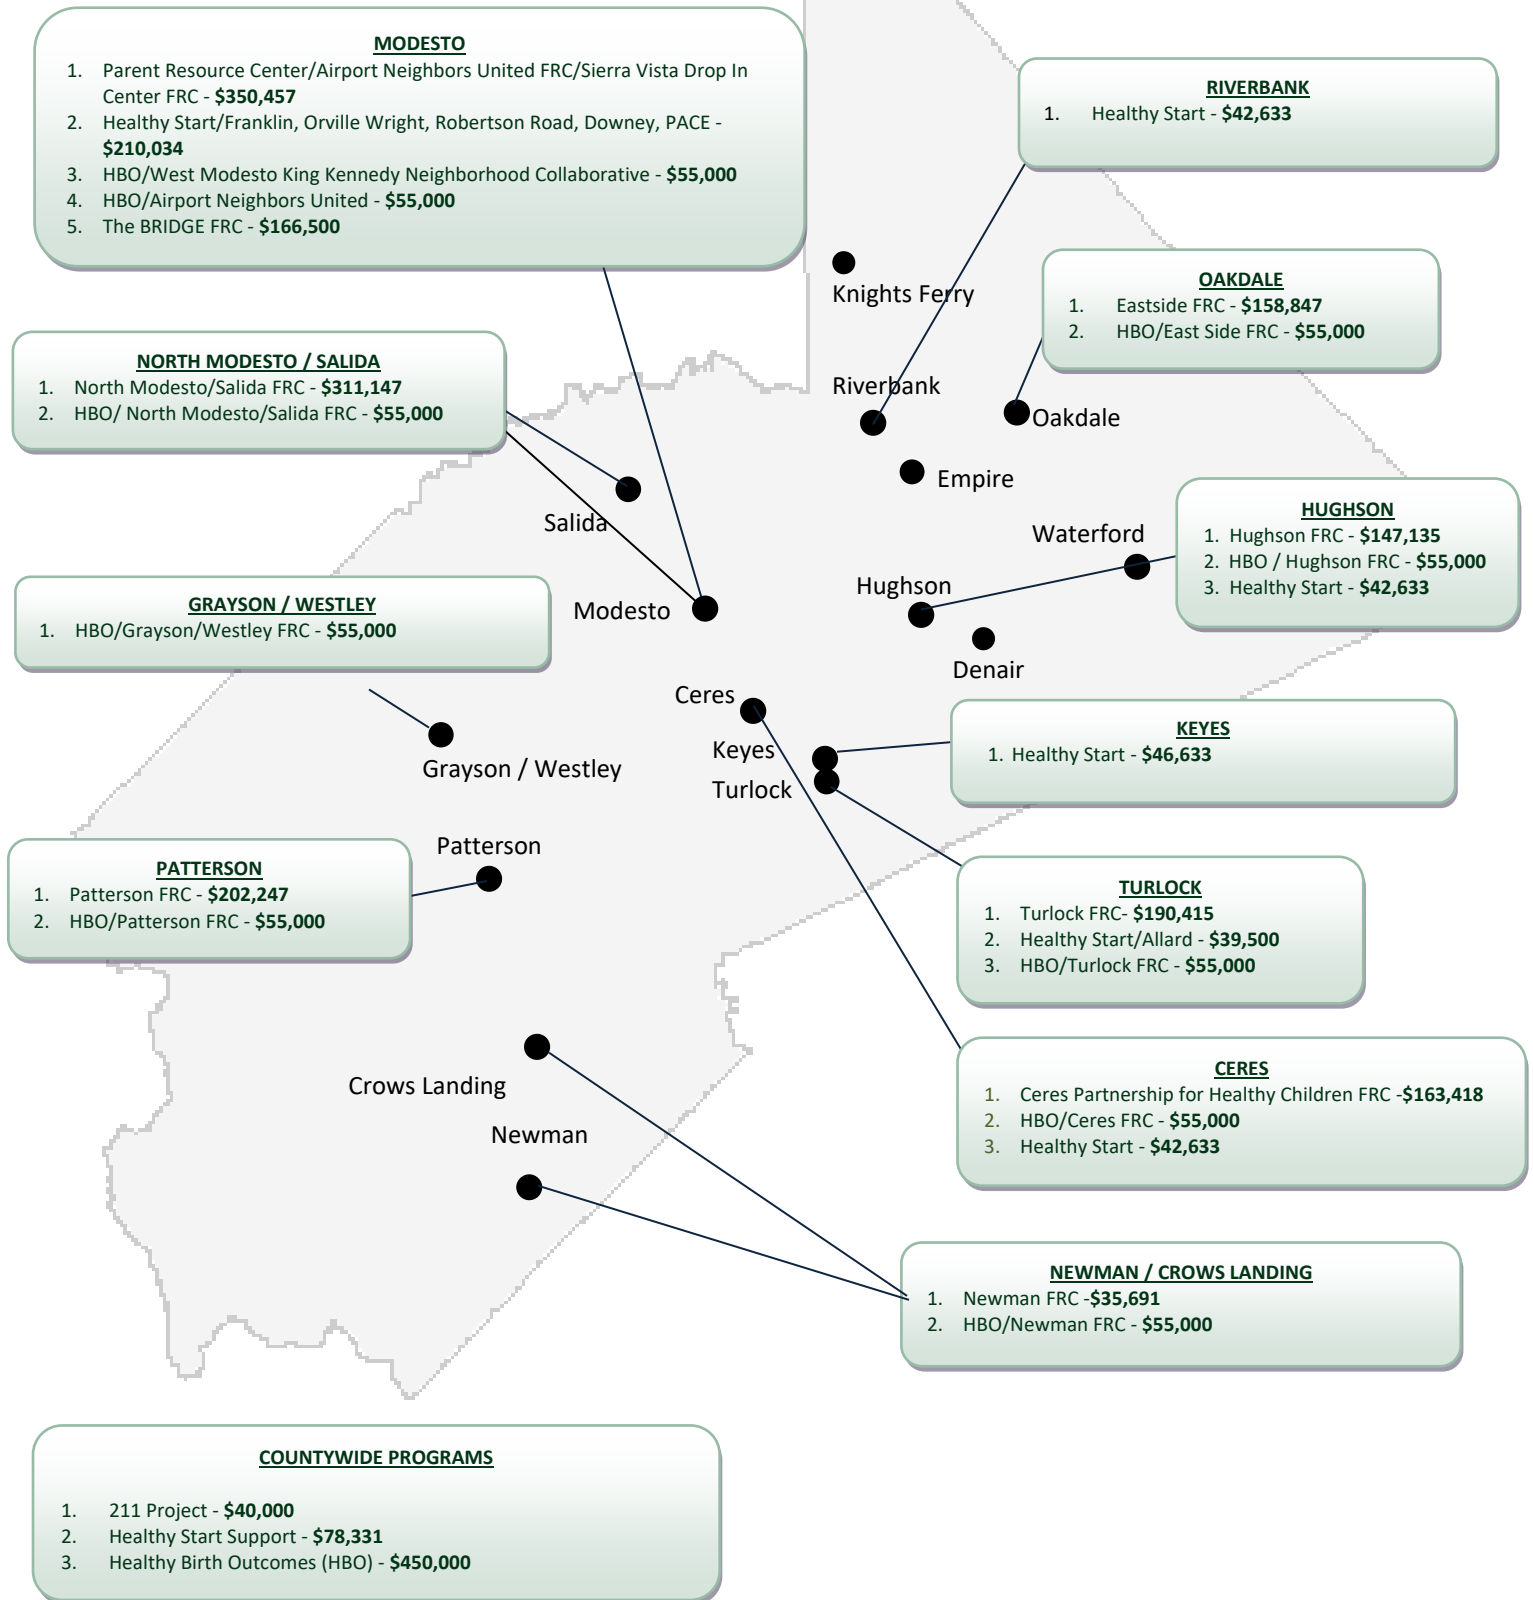 MODESTO
1. Parent Resource Center/Airport Neighbors United FRC/Sierra Vista Drop In
Center FRC - $350,457
2. Healthy Start/Franklin, Orville Wright, Robertson Road, Downey, PACE -
$210,034
3. HBO/West Modesto King Kennedy Neighborhood Collaborative - $55,000
4. HBO/Airport Neighbors United - $55,000
5. The BRIDGE FRC - $166,500
RIVERBANK
1. Healthy Start - $42,633
Knights Ferry
OAKDALE
1. Eastside FRC - $158,847
2. HBO/East Side FRC - $55,000
NORTH MODESTO / SALIDA
1. North Modesto/Salida FRC - $311,147
2. HBO/ North Modesto/Salida FRC - $55,000
Riverbank
Oakdale
Empire
Salida
Waterford
HUGHSON
1. Hughson FRC - $147,135
2. HBO / Hughson FRC - $55,000
3. Healthy Start - $42,633
Hughson
Modesto
GRAYSON / WESTLEY
1. HBO/Grayson/Westley FRC - $55,000
Denair
Ceres
KEYES
1. Healthy Start - $46,633
Keyes
Grayson / Westley
Turlock
Patterson
PATTERSON
1. Patterson FRC - $202,247
2. HBO/Patterson FRC - $55,000
TURLOCK
1. Turlock FRC- $190,415
2. Healthy Start/Allard - $39,500
3. HBO/Turlock FRC - $55,000
Crows Landing
CERES
1. Ceres Partnership for Healthy Children FRC -$163,418
2. HBO/Ceres FRC - $55,000
3. Healthy Start - $42,633
Newman
NEWMAN / CROWS LANDING
1. Newman FRC -$35,691
2. HBO/Newman FRC - $55,000
COUNTYWIDE PROGRAMS
1. 211 Project - $40,000
2. Healthy Start Support - $78,331
3. Healthy Birth Outcomes (HBO) - $450,000